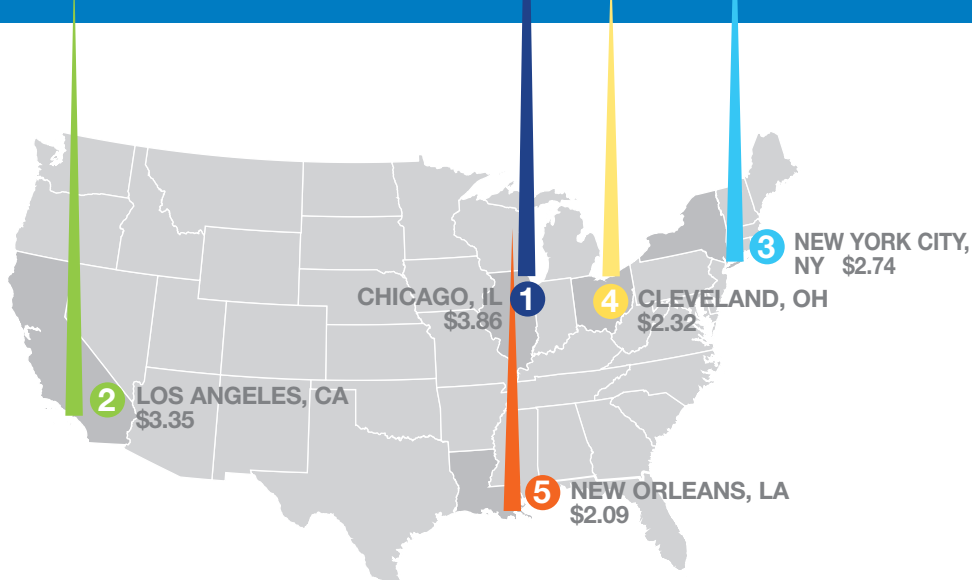 1
CHICAGO, IL
$3.86
2
LOS ANGELES, CA
$3.35
3
NEW YORK CITY,
NY $2.74
4
CLEVELAND, OH
$2.32
5
NEW ORLEANS, LA
$2.09